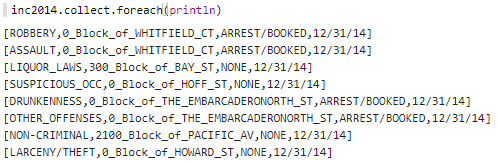 inc2014.collect.foreach(println)
[ROBBERY,0_Block_of_WHITFIELD_CT,ARREST/BOOKED,12/31/14]
[ASSAULT,0_Block_of_WHITFIELD_CT,ARREST/BOOKED,12/31/14]
[LIQUOR_LAWS,300_Block_of_BAY_ST,NONE,12/31/14]
[SUSPICIOUS_OCC,0_Block_of_HOFF_ST,NONE,12/31/14]
[DRUNKENNESS,0_Block_of_THE_EMBARCADERONORTH_ST,ARREST/BOOKED,12/31/14]
[OTHER_OFFENSES,0_Block_of_THE_EMBARCADERONORTH_ST,ARREST/BOOKED,12/31/14]
[NON-CRIMINAL,2100_Block_of_PACIFIC_AV,NONE,12/31/14]
[LARCENY/THEFT,0_Block_of_HOWARD_ST,NONE,12/31/14]